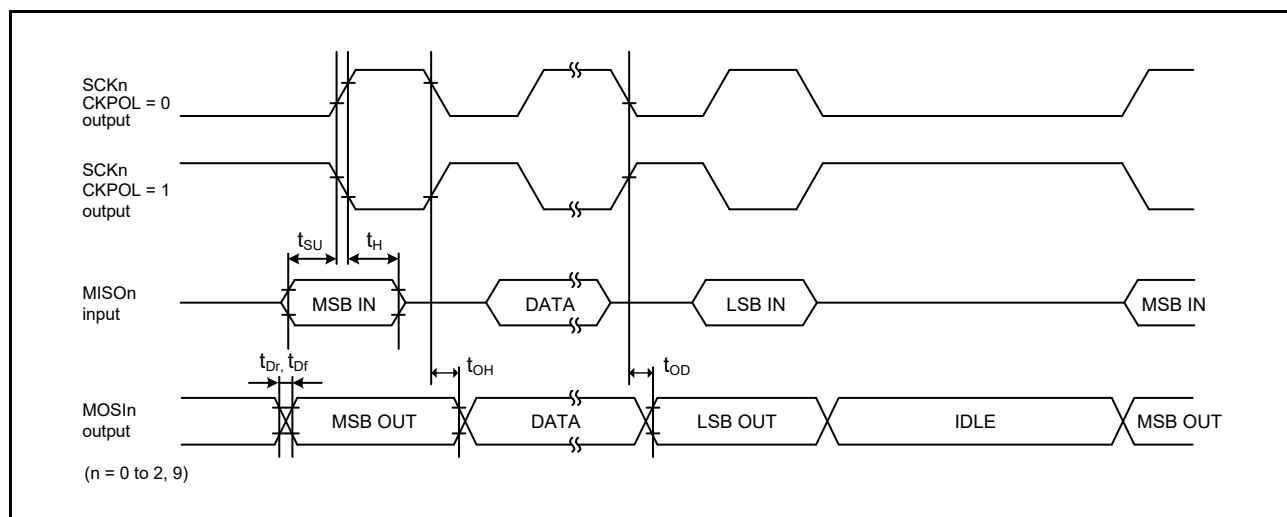 SCKn
CKPOL = 0
output
SCKn
CKPOL = 1
output
tSU
tH
MISOn
input
MSB IN
DATA
LSB IN
MSB IN
tDr, tDf
tOH
tOD
MOSIn
output
MSB OUT
DATA
LSB OUT
IDLE
MSB OUT
(n = 0 to 2, 9)